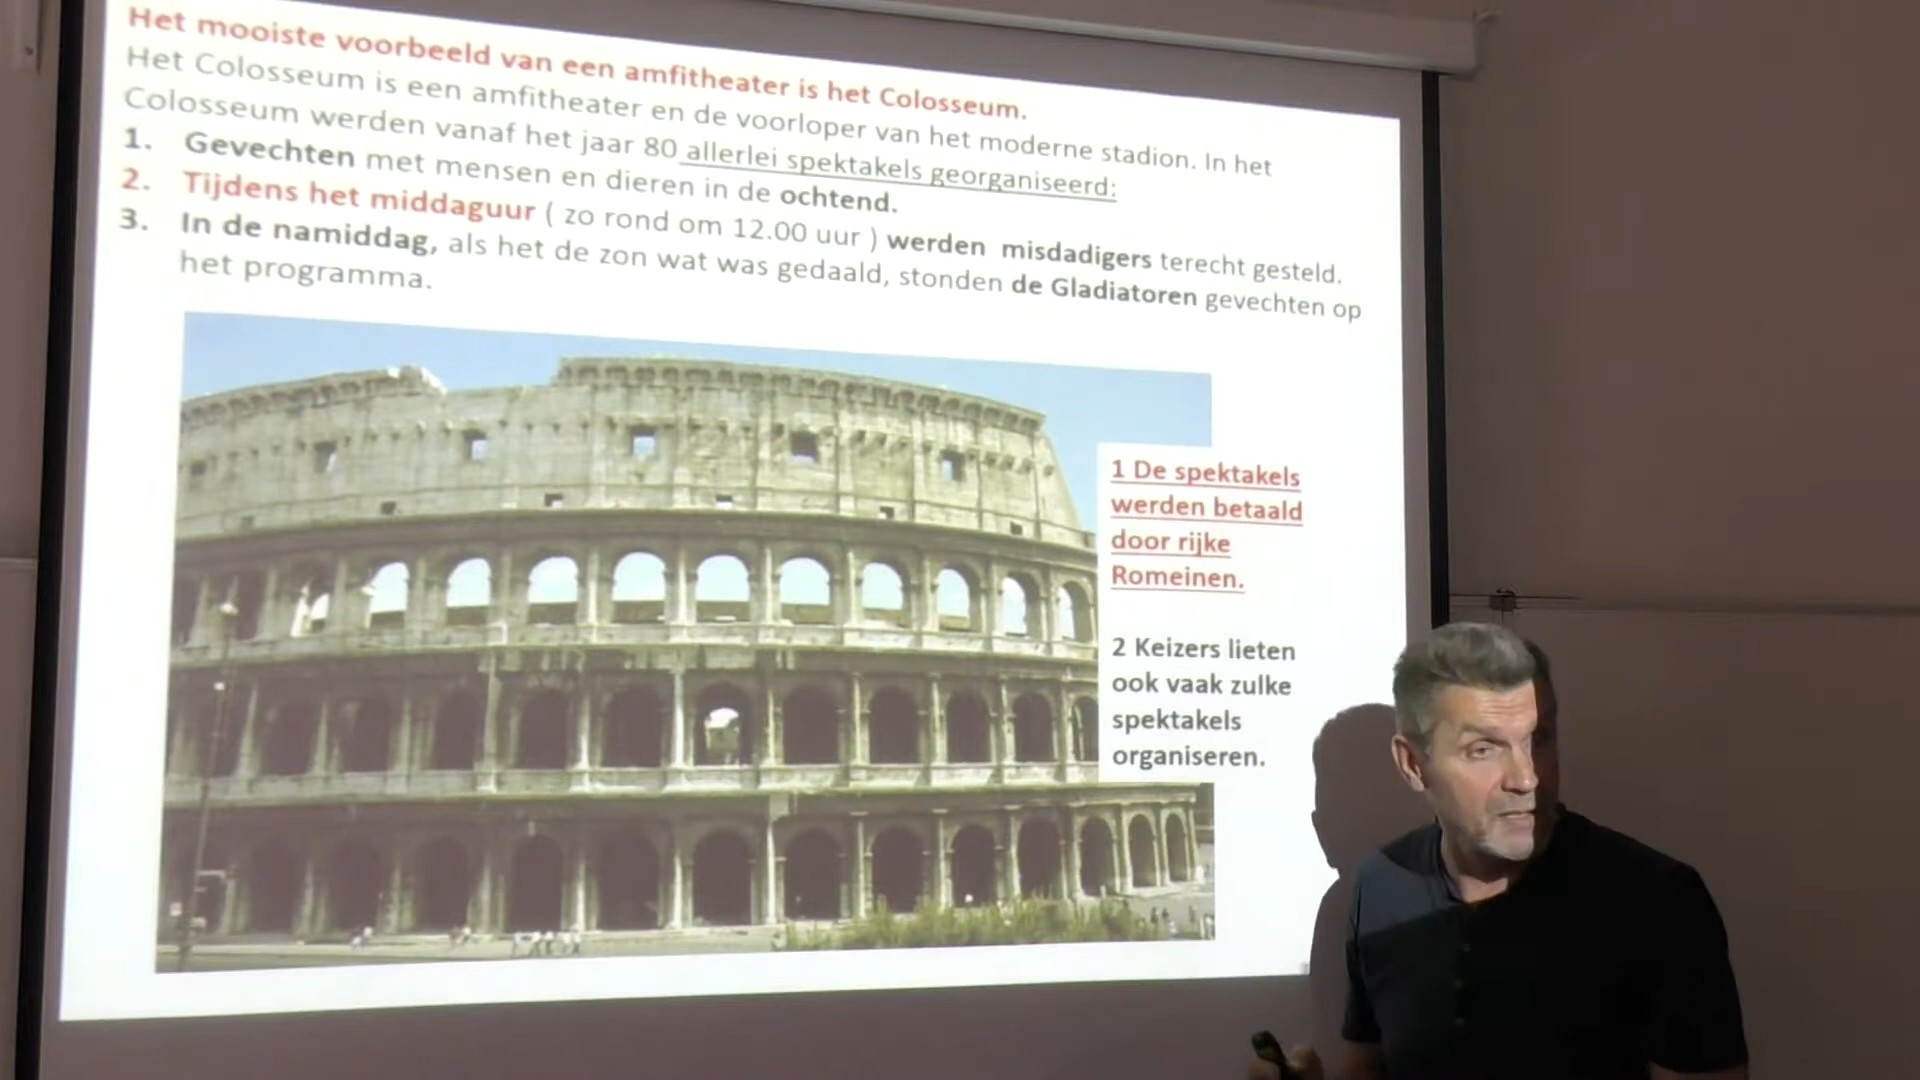 Het mooiste voorbeeld van een amfitheater is het Colosseum.
Het Colosseum is een amfitheater en de voorloper van het moderne stadion. In het
Colosseum werden vanaf het jaar 80 allerlei spektakels georganiseerd:
1. Gevechten met mensen en dieren in de ochtend.
2. Tijdens het middaguur ( zo rond om 12.00 uur ) werden misdadigers terecht gesteld.
3. In de namiddag, als het de zon wat was gedaald, stonden de Gladiatoren gevechten op
het programma.
1 De spektakels
werden betaald
door rijke
Romeinen.
2 Keizers lieten
ook vaak zulke
spektakels
organiseren.